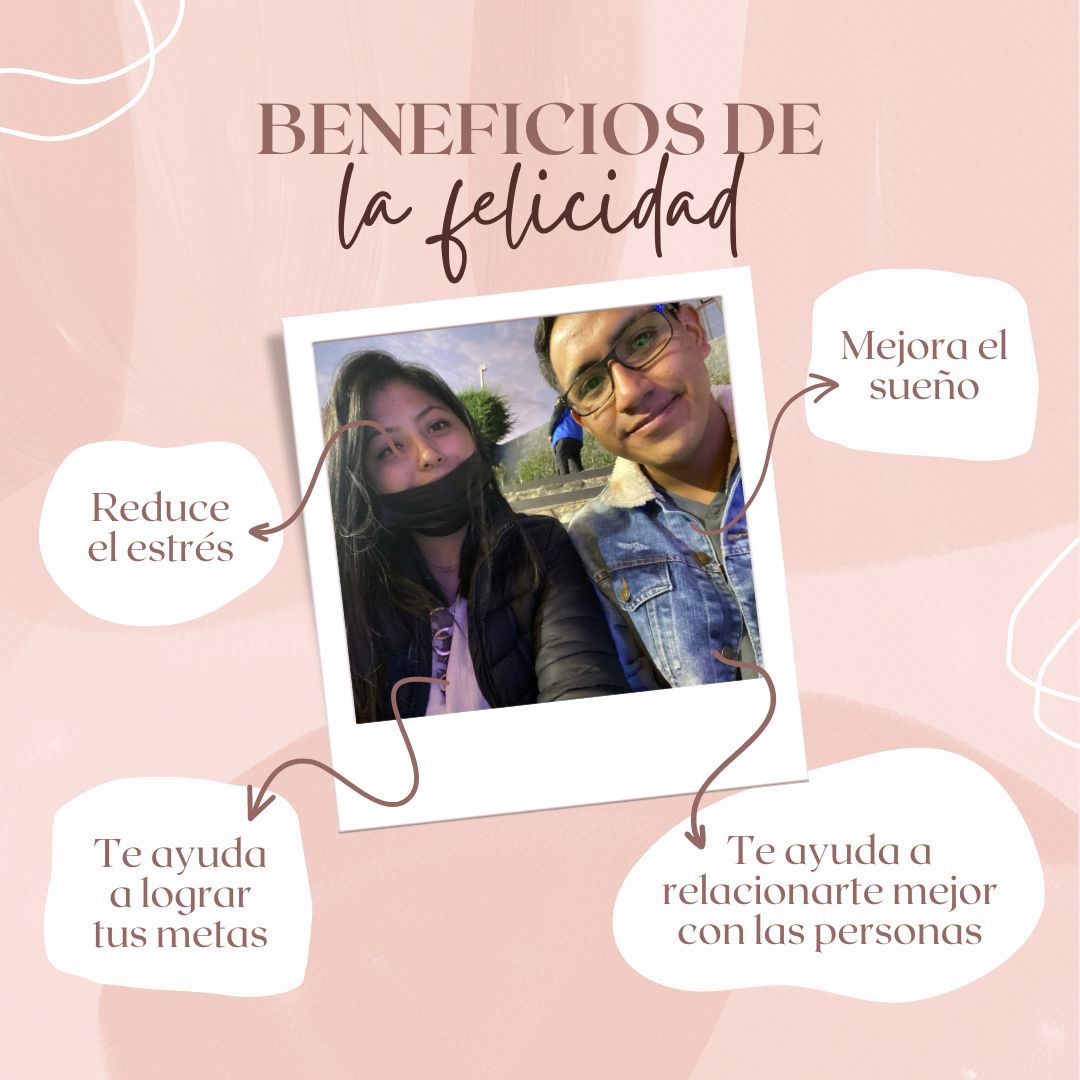 BENEFICIOS DE
la felicidad
Mejora el
sueño
Reduce
el estrés
Te ayuda
a lograr
tus metas
Te ayuda a
relacionarte mejor
con las personas